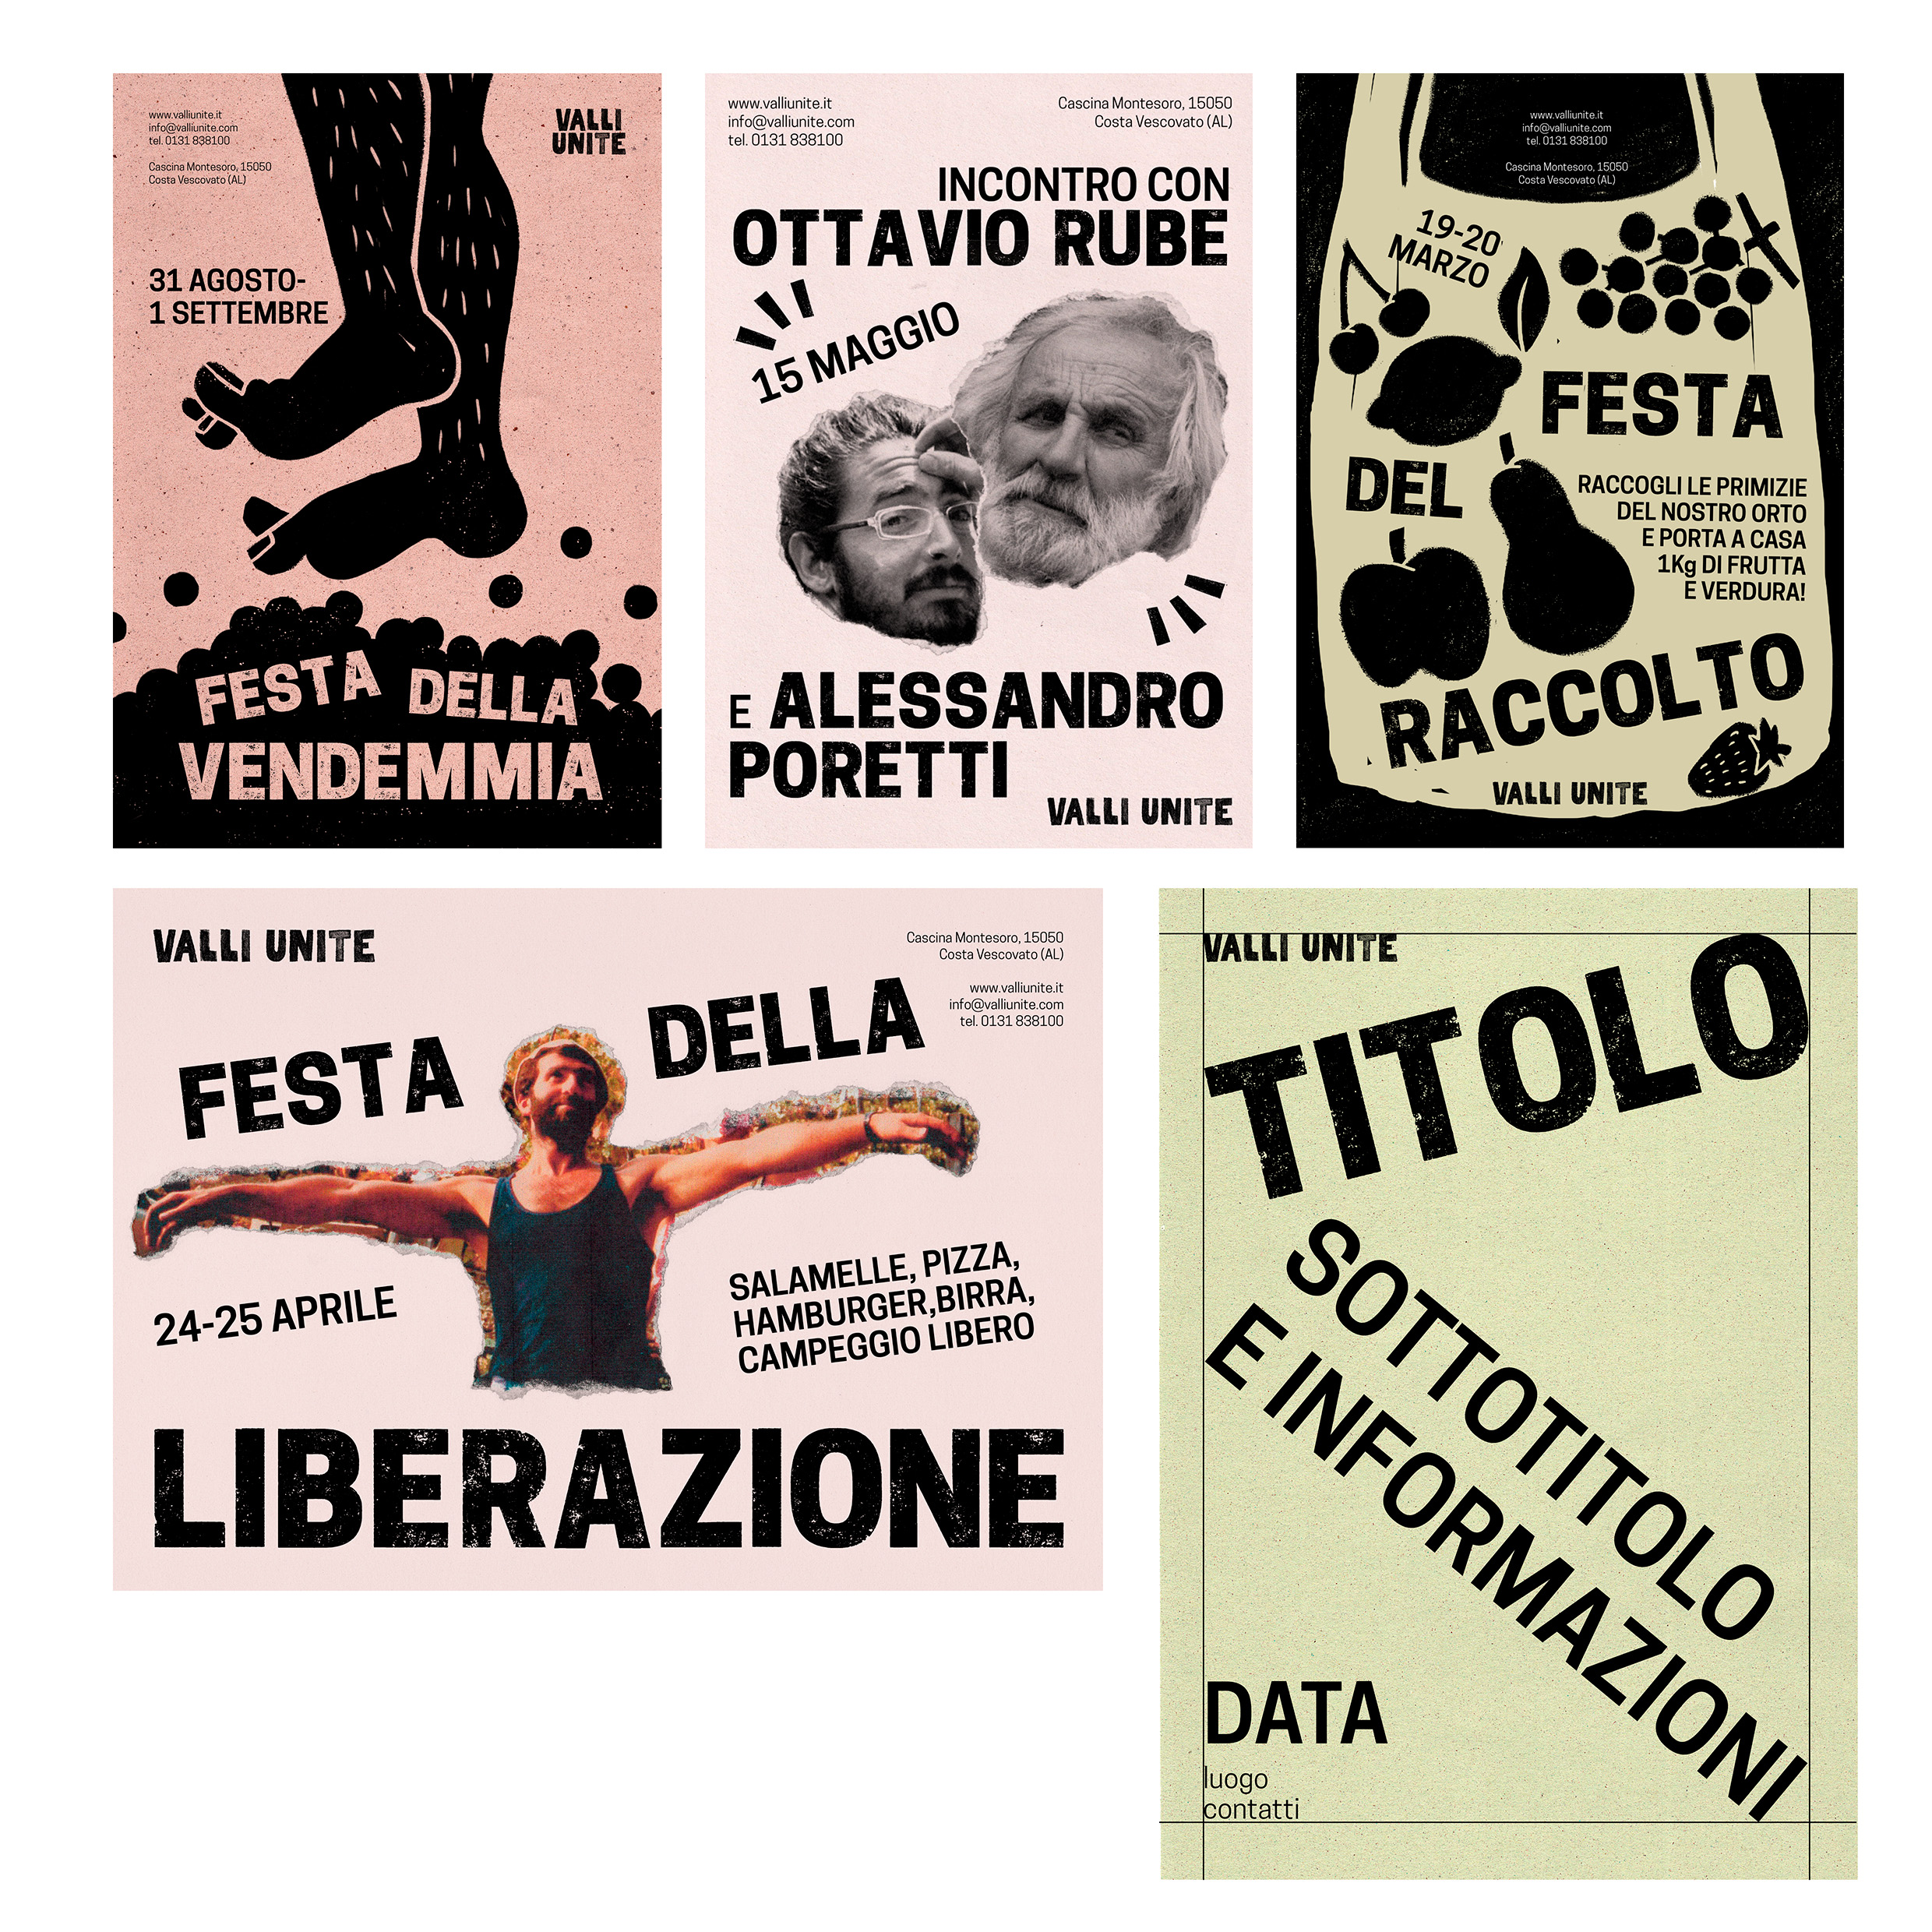 www.valliunite.it
info@valliunite.com
tel. 0131 838100
Cascina Montesoro, 15050
Costa Vescovato (AL)
VALLI
UNITE
31 AGOSTO-
1 SETTEMBRE
FESTA DELLA
VENDEMMIA
www.valliunite.it
info@valliunite.com
tel. 0131 838100
Cascina Montesoro, 15050
Costa Vescovato (AL)
INCONTRO CON
OTTAVIO RUBE
15 MAGGIO
E ALESSANDRO
PORETTI
VALLI UNITE
www.valliunite.it
info@valliunite.com
tel. 0131 838100
Cascina Montesoro, 15050
Costa Vescovato (AL)
19-20
MARZO
FESTA
DEL
RACCOGLI LE PRIMIZIE
DEL NOSTRO ORTO
E PORTA A CASA
1Kg DI FRUTTA
E VERDURA!
RACCOLTO
VALLI UNITE
VALLI UNITE
Cascina Montesoro, 15050
Costa Vescovato (AL)
www.valliunite.it
info@valliunite.com
tel. 0131 838100
FESTA DELLA
24-25 APRILE
SALAMELLE, PIZZA,
HAMBURGER,BIRRA,
CAMPEGGIO LIBERO
LIBERAZIONE
VALLI UNITE
TITOLO
SOTTOTITOLO
E INFORMAZIONI
DATA
luogo
contatti